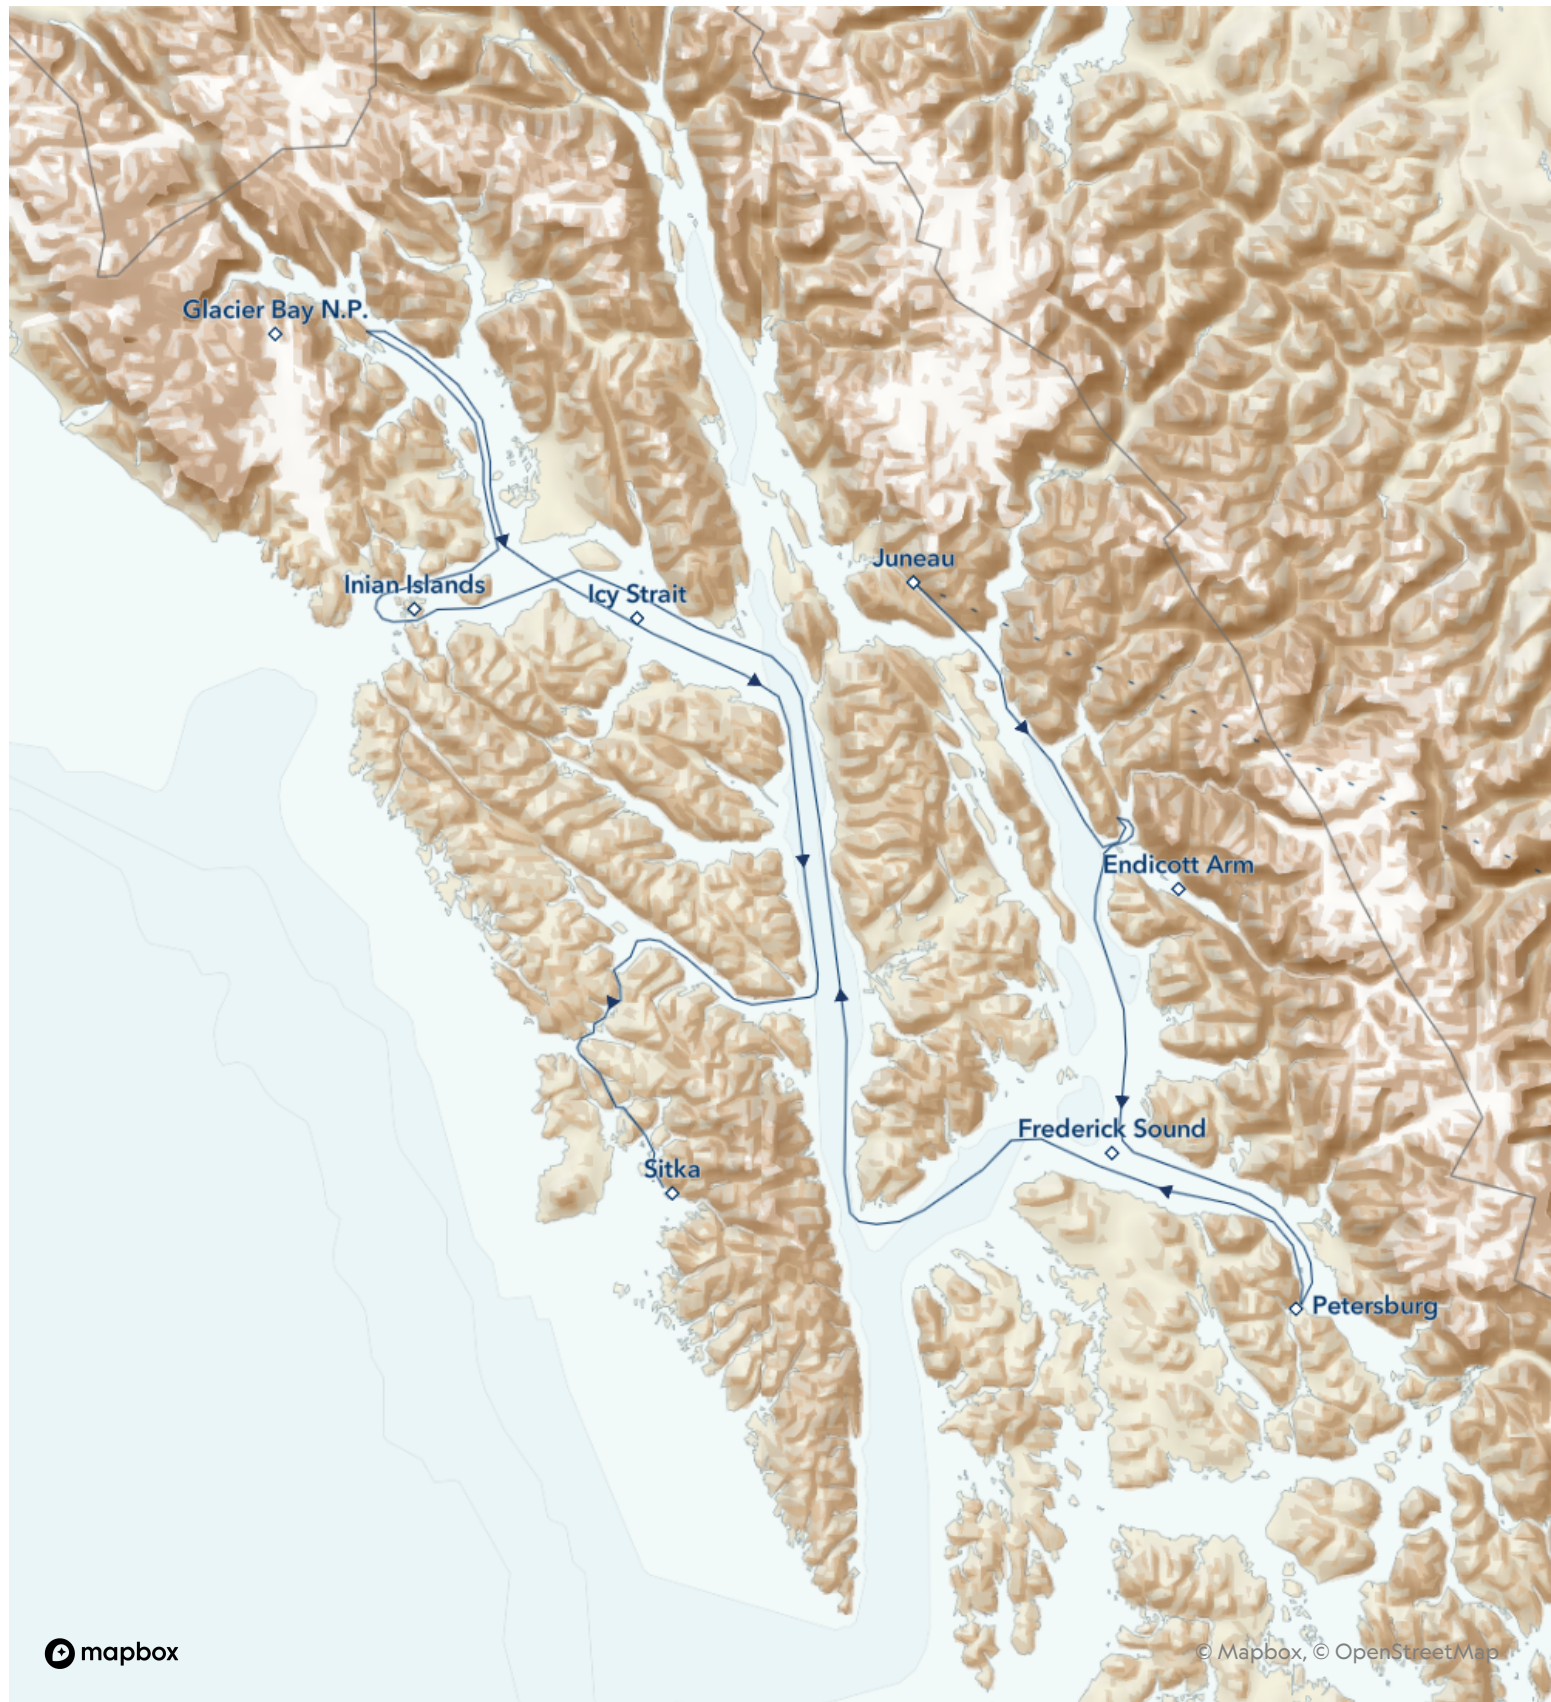 Glacier Bay N.P.
Juneau
Inian Islands
Icy Strait
Endicott Arm
Frederick Sound
Sitka
Petersburg
mapbox
© Mapbox, © OpenStreetMap